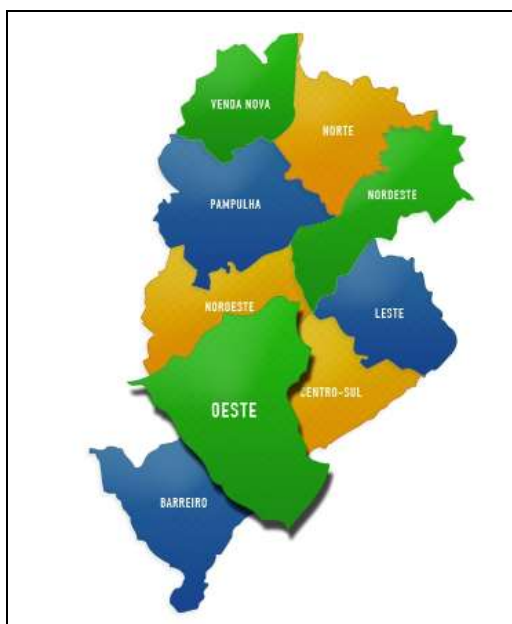 VENDA NOVA
NORTE
NORDESTE
PAMPULHA
NOROESTE
LESTE
CENTRO-SUL
OESTE
BARREIRO